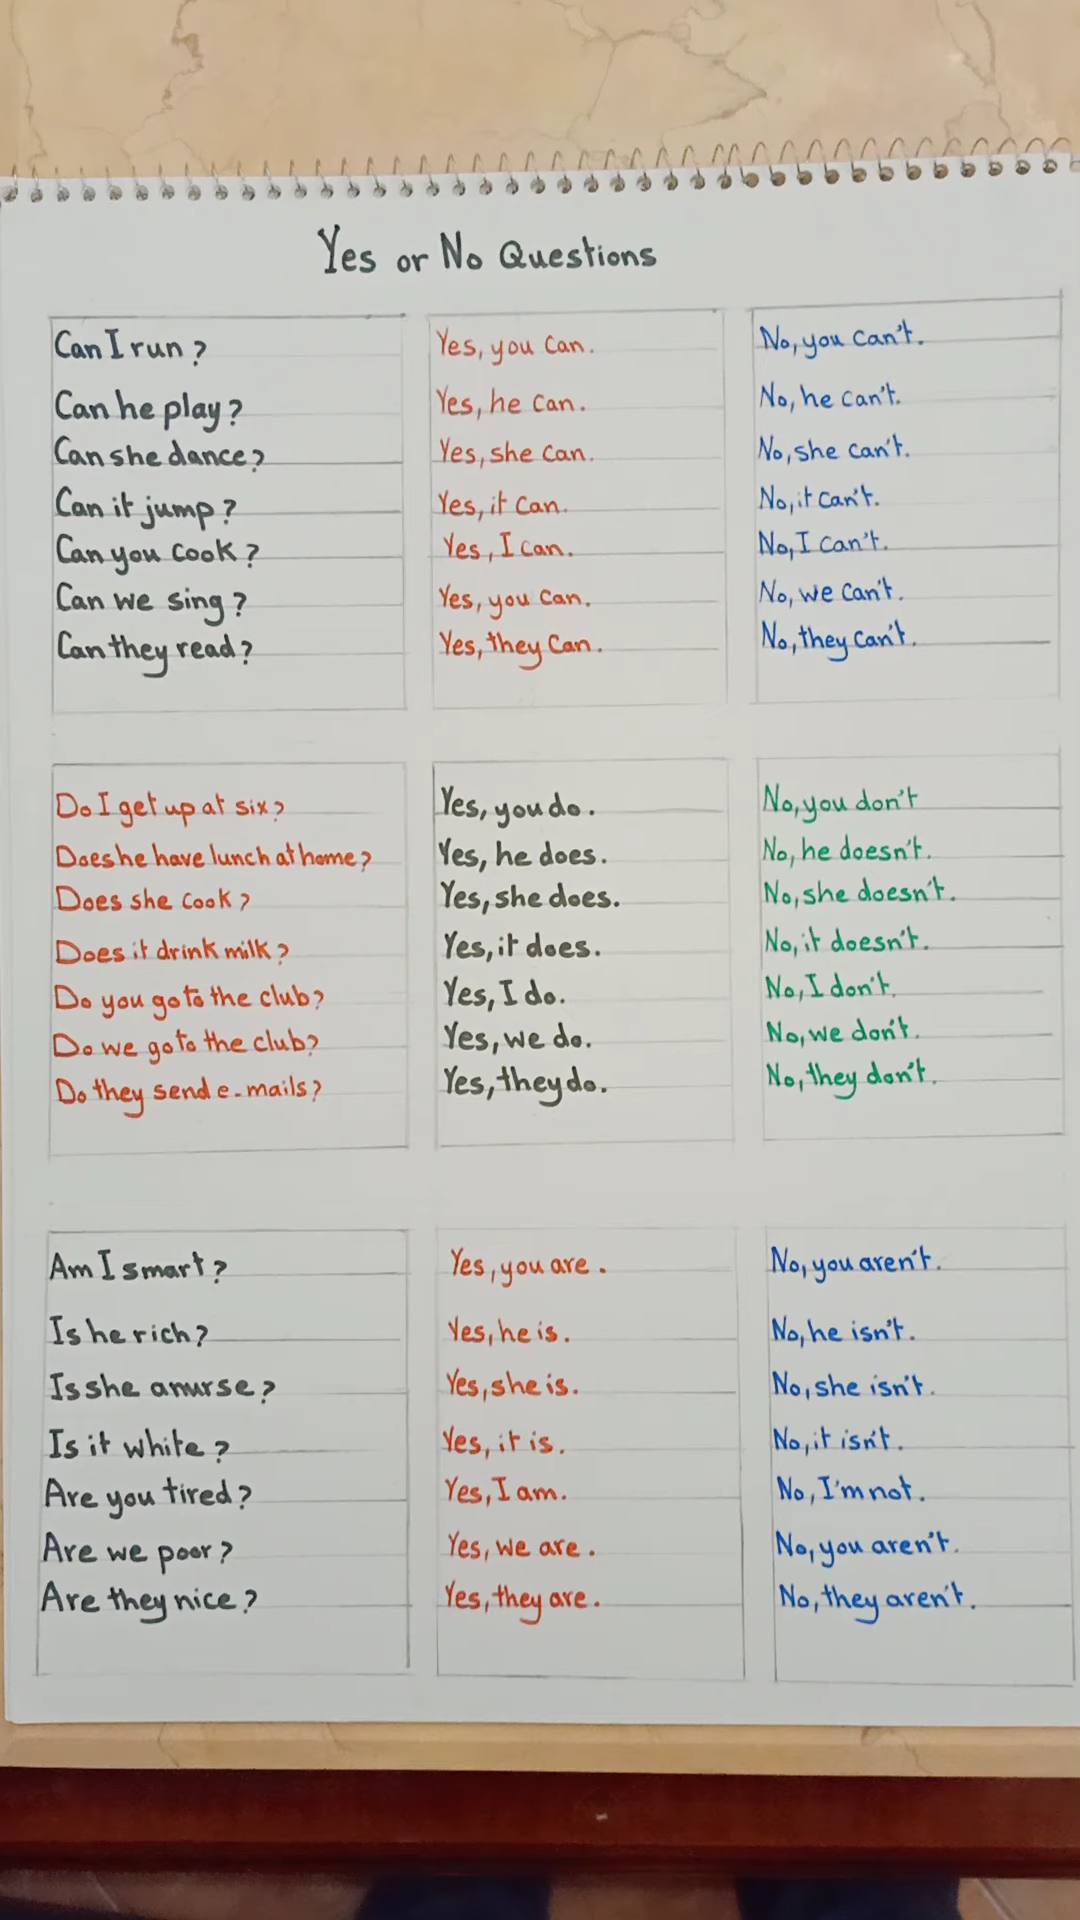 Yes or No Questions
Can I run? Yes, you can. No, you can't.
Can he play? Yes, he can. No, he can't.
Can she dance? Yes, she can. No, she can't.
Can it jump? Yes, it can. No, it can't.
Can you cook? Yes, I can. No, I can't.
Can we sing? Yes, you can. No, we can't.
Can they read? Yes, they can. No, they can't.
Do I get up at six? Yes, you do. No, you don't
Does he have lunch at home? Yes, he does. No, he doesn't.
Does she cook? Yes, she does. No, she doesn't.
Does it drink milk? Yes, it does. No, it doesn't.
Do you go to the club? Yes, I do. No, I don't.
Do we go to the club? Yes, we do. No, we don't.
Do they send e-mails? Yes, they do. No, they don't.
Am I smart? Yes, you are. No, you aren't.
Is he rich? Yes, he is. No, he isn't.
Is she a nurse? Yes, she is. No, she isn't.
Is it white? Yes, it is. No, it isn't.
Are you tired? Yes, I am. No, I'm not.
Are we poor? Yes, we are. No, you aren't.
Are they nice? Yes, they are. No, they aren't.